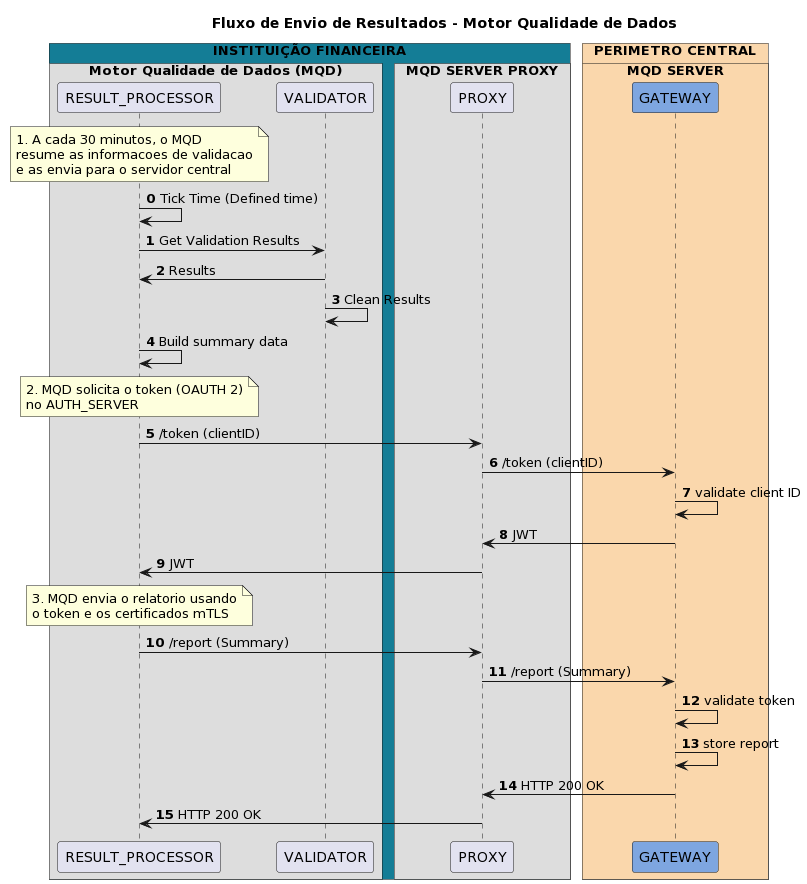 Fluxo de Envio de Resultados - Motor Qualidade de Dados
INSTITUIÇÃO FINANCEIRA
PERIMETRO CENTRAL
Motor Qualidade de Dados (MQD)
MQD SERVER PROXY
MQD SERVER
RESULT_PROCESSOR
VALIDATOR
PROXY
GATEWAY
1. A cada 30 minutos, o MQD
resume as informacoes de validacao
e as envia para o servidor central
0 Tick Time (Defined time)
1 Get Validation Results
2 Results
3 Clean Results
4 Build summary data
2. MQD solicita o token (OAUTH 2)
no AUTH_SERVER
5 /token (clientID)
6 /token (clientID)
7 validate client ID
8 JWT
9 JWT
3. MQD envia o relatorio usando
o token e os certificados mTLS
10 /report (Summary)
11 /report (Summary)
12 validate token
13 store report
14 HTTP 200 OK
15 HTTP 200 OK
RESULT_PROCESSOR
VALIDATOR
PROXY
GATEWAY